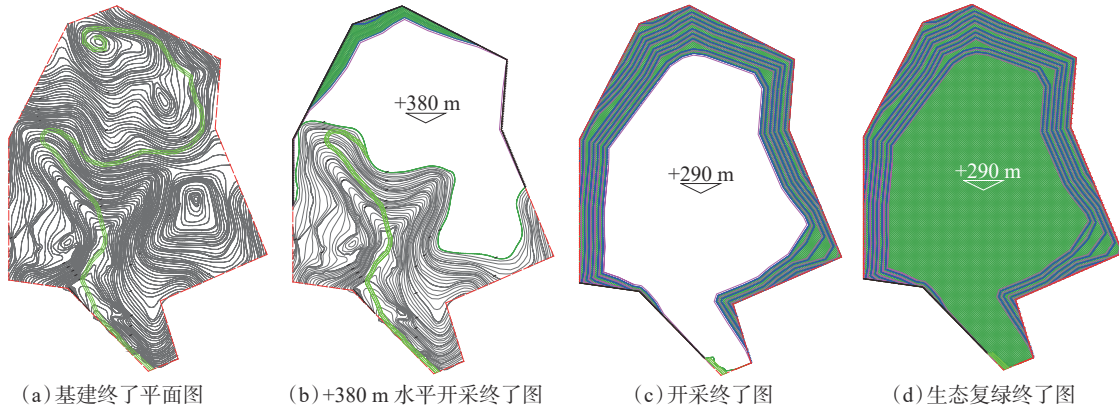 +380 m
+290 m
+290 m
(a)基建终了平面图
(b)+380 m 水平开采终了图
(c)开采终了图
(d)生态复绿终了图